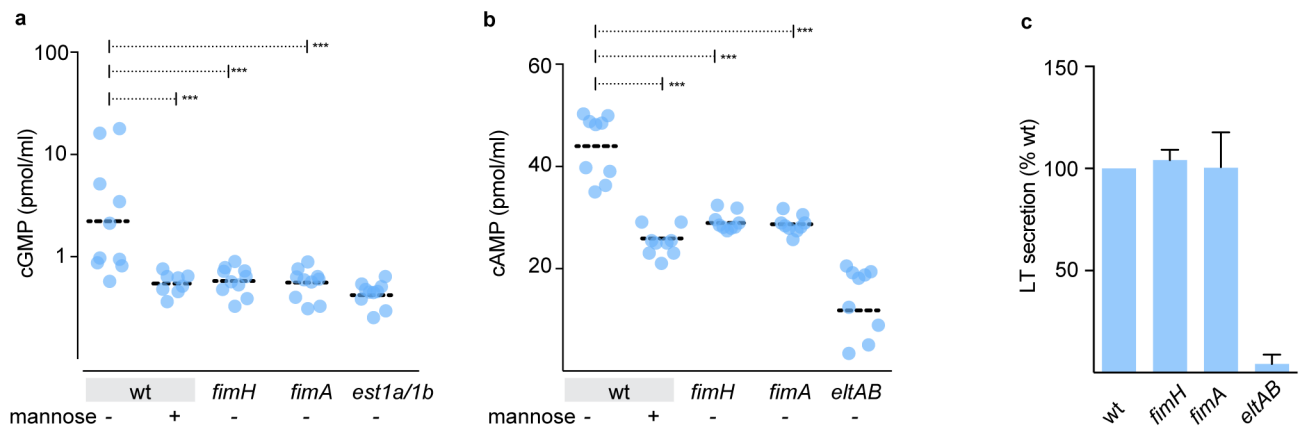 a
cGMP (pmol/ml)
100
10
1
***
***
***
wt fimH fimA est1a/1b
mannose - + - - -
b
cAMP (pmol/ml)
60
40
20
***
***
***
wt fimH fimA eltAB
mannose - + - - -
c
LT secretion (% wt)
150
100
50
wt fimH fimA eltAB